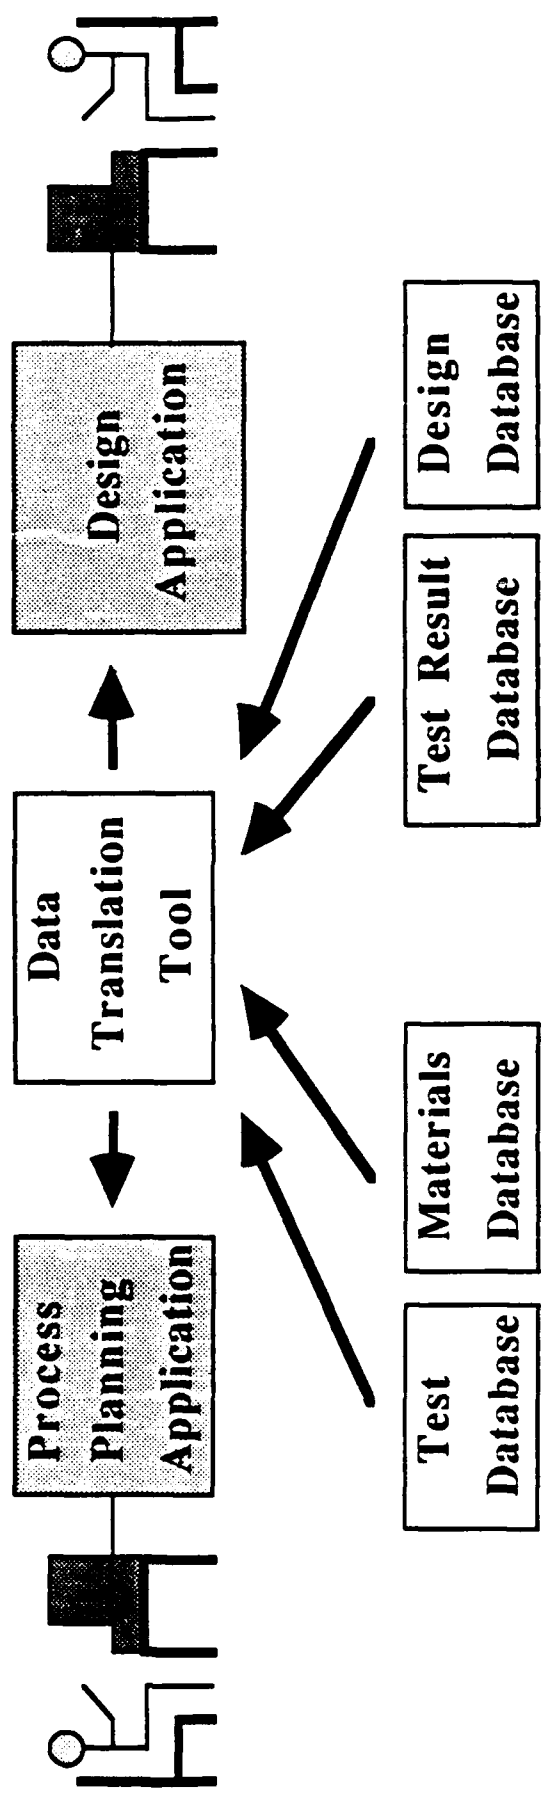 Process
Planning
Application
Data
Translation
Tool
Design
Application
Test
Database
Materials
Database
Test Result
Database
Design
Database